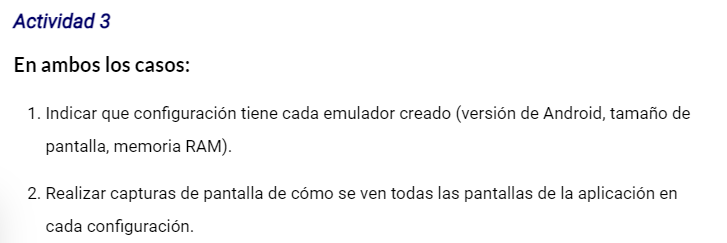 Actividad 3
En ambos los casos:
1. Indicar que configuración tiene cada emulador creado (versión de Android, tamaño de
pantalla, memoria RAM).
2. Realizar capturas de pantalla de cómo se ven todas las pantallas de la aplicación en
cada configuración.